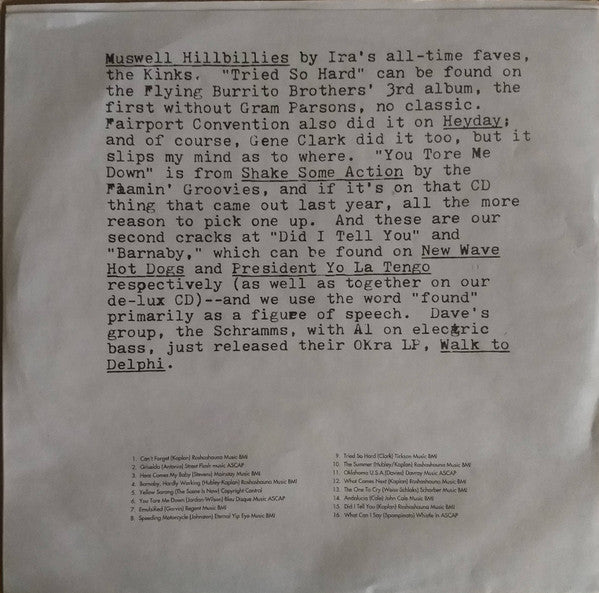 Muswell Hillbillies by Ira's all-time faves,
the Kinks. "Tried So Hard" can be found on
the Flying Burrito Brothers' 3rd album, the
first without Gram Parsons, no classic.
Fairport Convention also did it on Heyday;
and of course, Gene Clark did it too, but it
slips my mind as to where. "You Tore Me
Down" is from Shake Some Action by the
Flamin' Groovies, and if it's on that CD
thing that came out last year, all the more
reason to pick one up. And these are our
second cracks at "Did I Tell You" and
"Barnaby," which can be found on New Wave
Hot Dogs and President Yo La Tengo
respectively (as well as together on our
de-lux CD)--and we use the word "found"
primarily as a figure of speech. Dave's
group, the Schramms, with Al on electric
bass, just released their OKra LP, Walk to
Delphi.
1. Can't Forget (Kaplan) Roshashauna Music BMI
2. Griselda (Antonia) Street Flesh music ASCAP
3. Here Comes My Baby (Stevens) Mainstay Music BMI
4. Barnaby, Hardly Working (Hubley-Kaplan) Roshashauna Music BMI
5. Yellow Sarong (The Scene Is Now) Copyright Control
6. You Tore Me Down (Jordan-Wilson) Bleu Disque Music ASCAP
7. Emulsified (Garvin) Regent Music BMI
8. Speeding Motorcycle (Johnston) Eternal Yip Eye Music BMI
9. Tried So Hard (Clark) Tickson Music BMI
10. The Summer (Hubley/Kaplan) Roshashauna Music BMI
11. Oklahoma U.S.A. (Davies) Davray Music ASCAP
12. What Comes Next (Kaplan) Roshashauna Music BMI
13. The One To Cry (Weiss-Schlaks) Scharber Music BMI
14. Andalucia (Cale) John Cale Music BMI
15. Did I Tell You (Kaplan) Roshashauna Music BMI
16. What Can I Say (Spampinato) Whistle In ASCAP